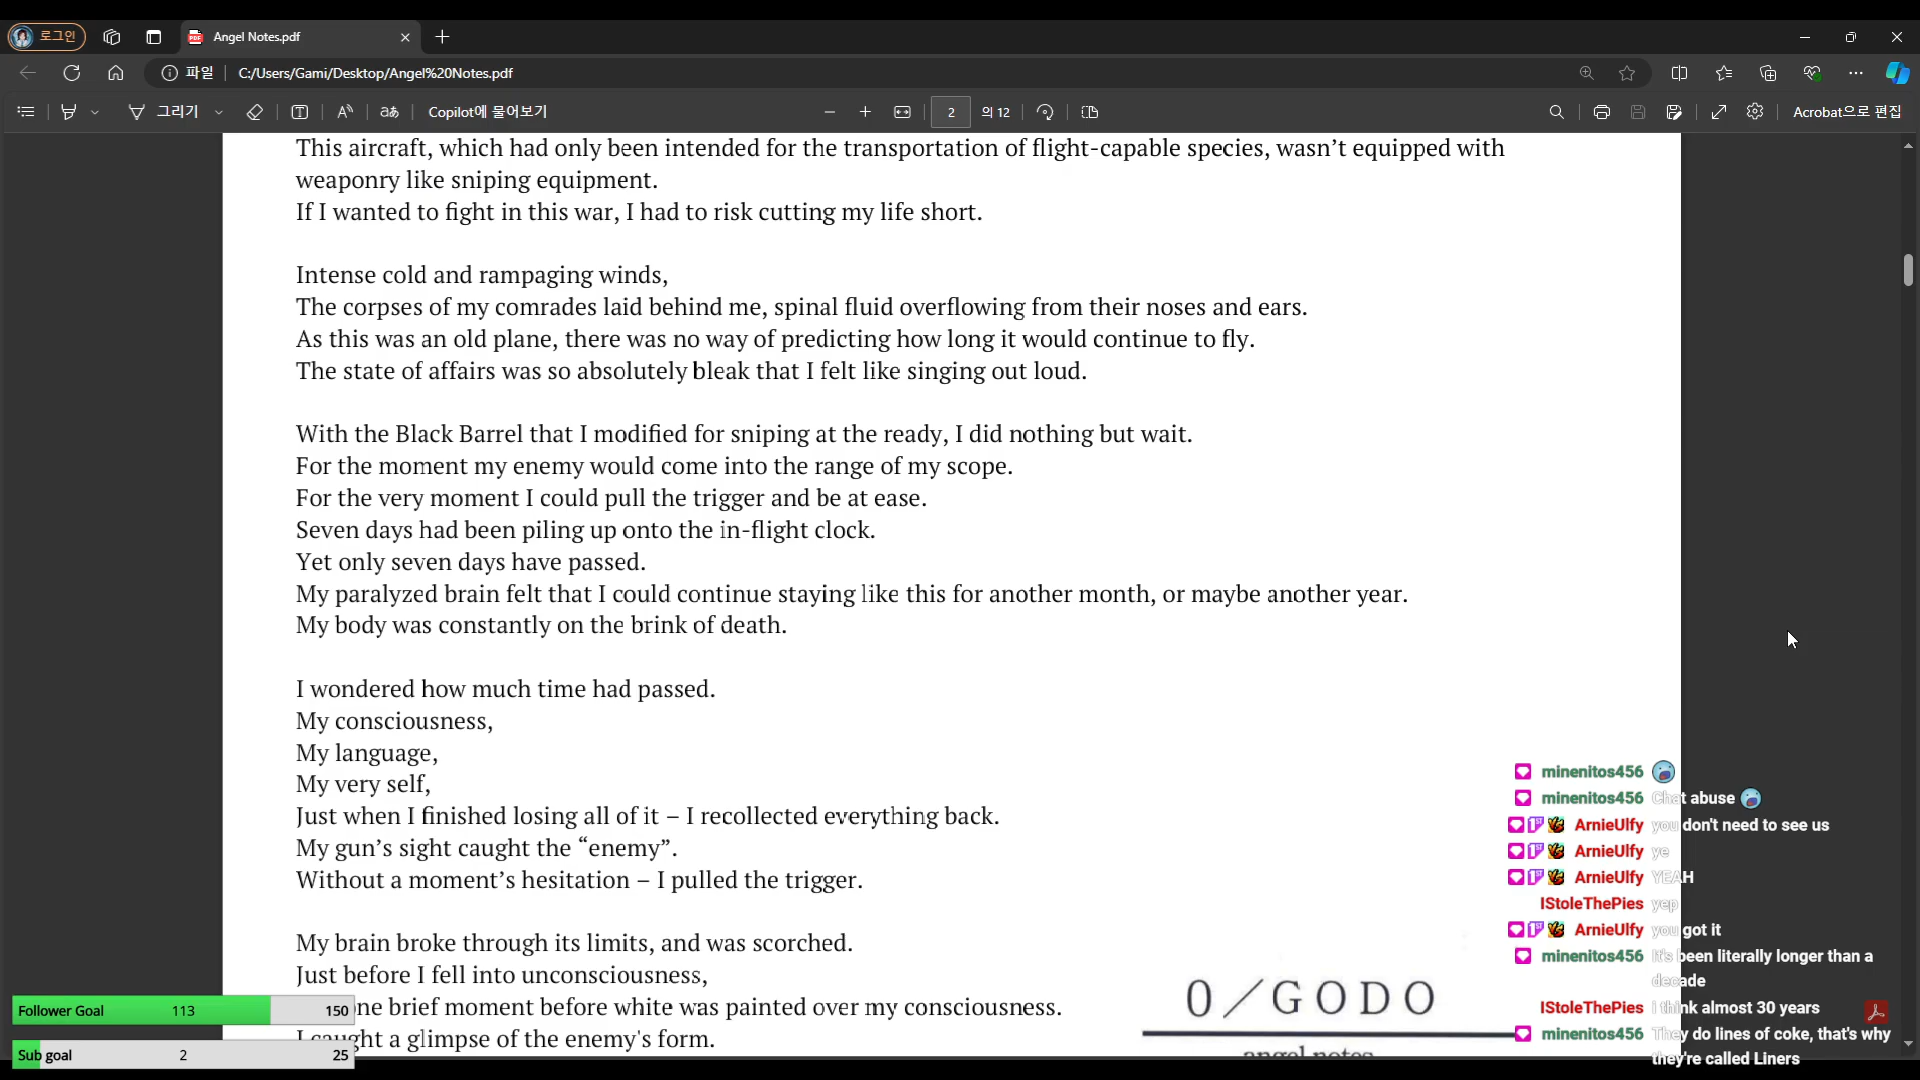 로그인
Angel Notes.pdf
파일
C:/Users/Gami/Desktop/Angel%20Notes.pdf
그리기
aあ
Copilot에 물어보기
2
의 12
Acrobat으로 편집
This aircraft, which had only been intended for the transportation of flight-capable species, wasn’t equipped with
weaponry like sniping equipment.
If I wanted to fight in this war, I had to risk cutting my life short.
Intense cold and rampaging winds,
The corpses of my comrades laid behind me, spinal fluid overflowing from their noses and ears.
As this was an old plane, there was no way of predicting how long it would continue to fly.
The state of affairs was so absolutely bleak that I felt like singing out loud.
With the Black Barrel that I modified for sniping at the ready, I did nothing but wait.
For the moment my enemy would come into the range of my scope.
For the very moment I could pull the trigger and be at ease.
Seven days had been piling up onto the in-flight clock.
Yet only seven days have passed.
My paralyzed brain felt that I could continue staying like this for another month, or maybe another year.
My body was constantly on the brink of death.
I wondered how much time had passed.
My consciousness,
My language,
My very self,
Just when I finished losing all of it – I recollected everything back.
My gun’s sight caught the “enemy”.
Without a moment’s hesitation – I pulled the trigger.
My brain broke through its limits, and was scorched.
Just before I fell into unconsciousness,
one brief moment before white was painted over my consciousness.
I caught a glimpse of the enemy's form.
0/GODO
angel notes
minenitos456
minenitos456 Chat abuse
ArnieUlfy you don't need to see us
ArnieUlfy ye
ArnieUlfy YEAH
IStoleThePies yep
ArnieUlfy you got it
minenitos456 It's been literally longer than a
decade
IStoleThePies I think almost 30 years
minenitos456 They do lines of coke, that's why
they're called Liners
Follower Goal 113 150
Sub goal 2 25